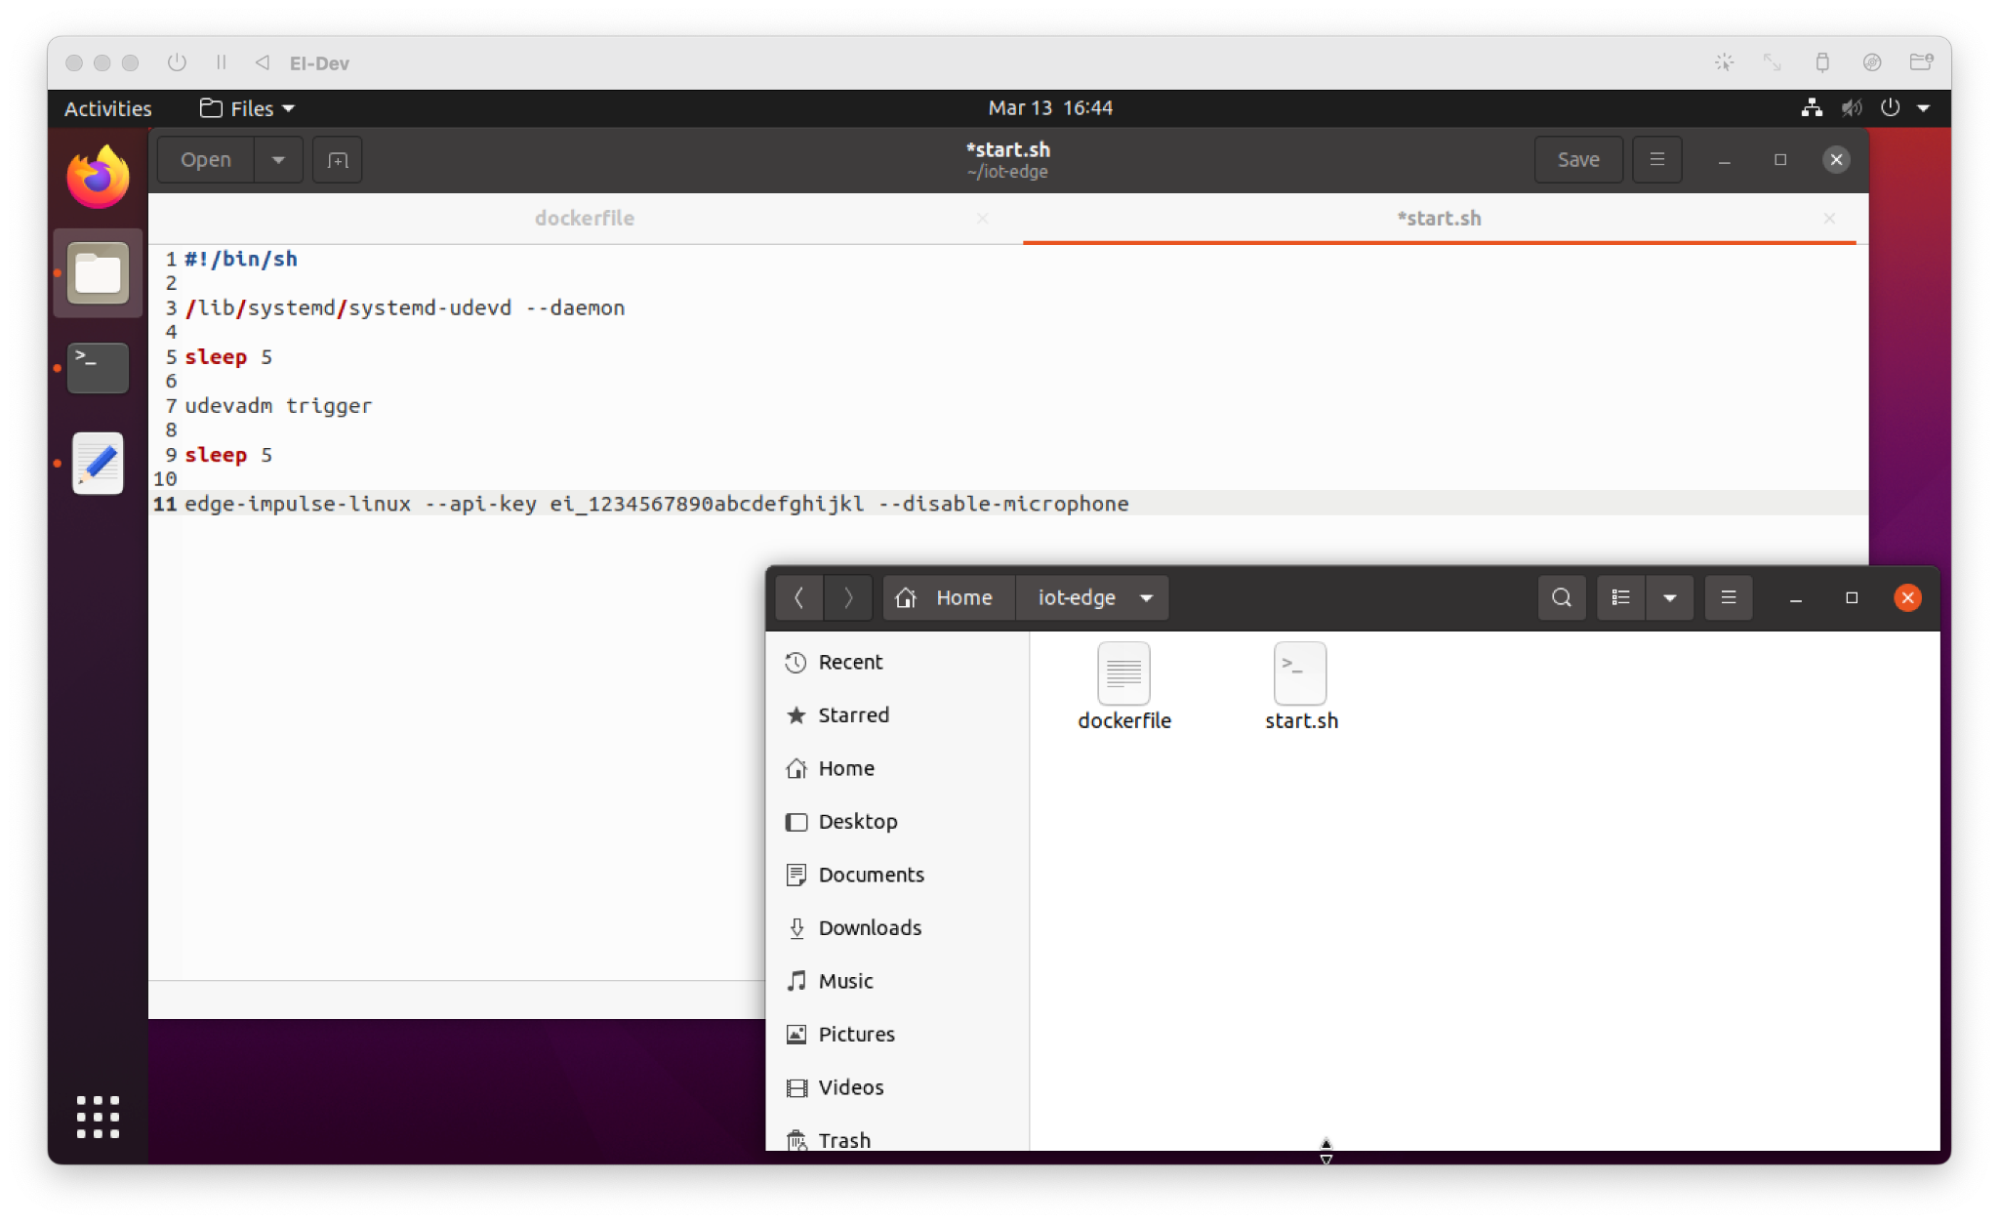 EI-Dev
Activities Files Mar 13 16:44
Open *start.sh Save
~/iot-edge
dockerfile *start.sh
1 #!/bin/sh
2
3 /lib/systemd/systemd-udevd --daemon
4
5 sleep 5
6
7 udevadm trigger
8
9 sleep 5
10
11 edge-impulse-linux --api-key ei_1234567890abcdefghijkl --disable-microphone
Home iot-edge
Recent
Starred
Home
Desktop
Documents
Downloads
Music
Pictures
Videos
Trash
>_
dockerfile start.sh
>_